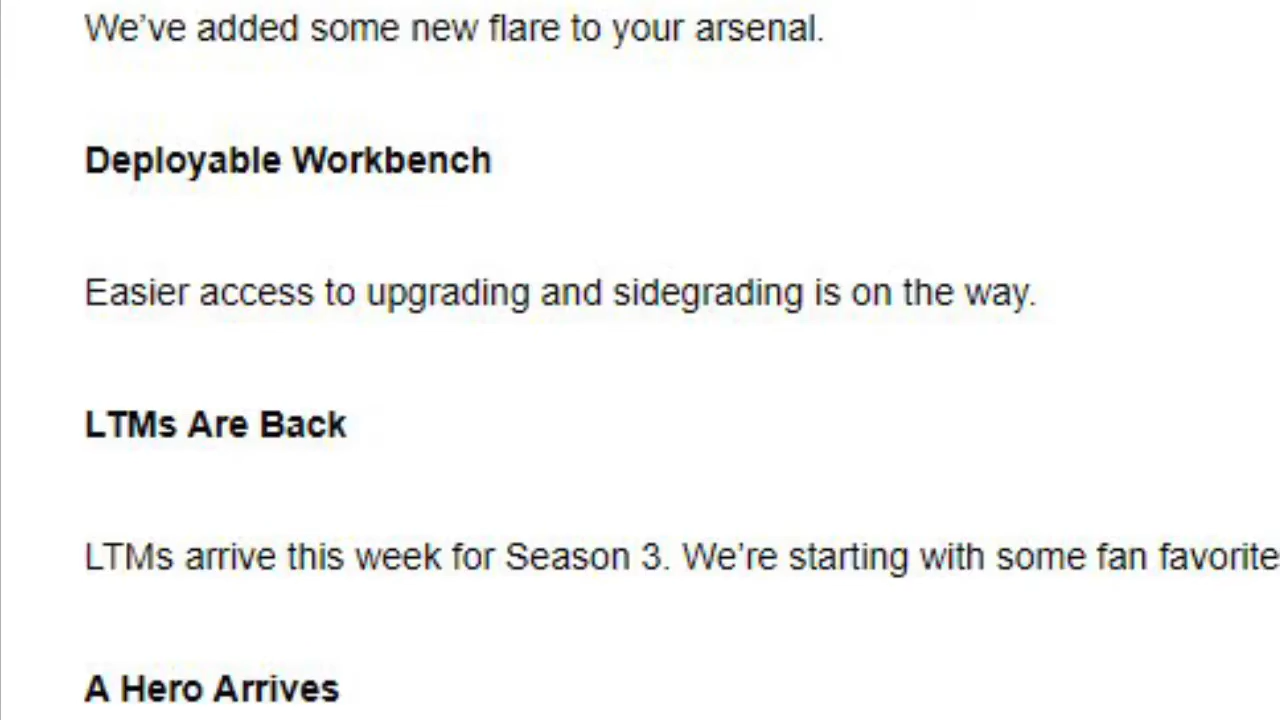 We’ve added some new flare to your arsenal.
Deployable Workbench
Easier access to upgrading and sidegrading is on the way.
LTMs Are Back
LTMs arrive this week for Season 3. We’re starting with some fan favorite
A Hero Arrives